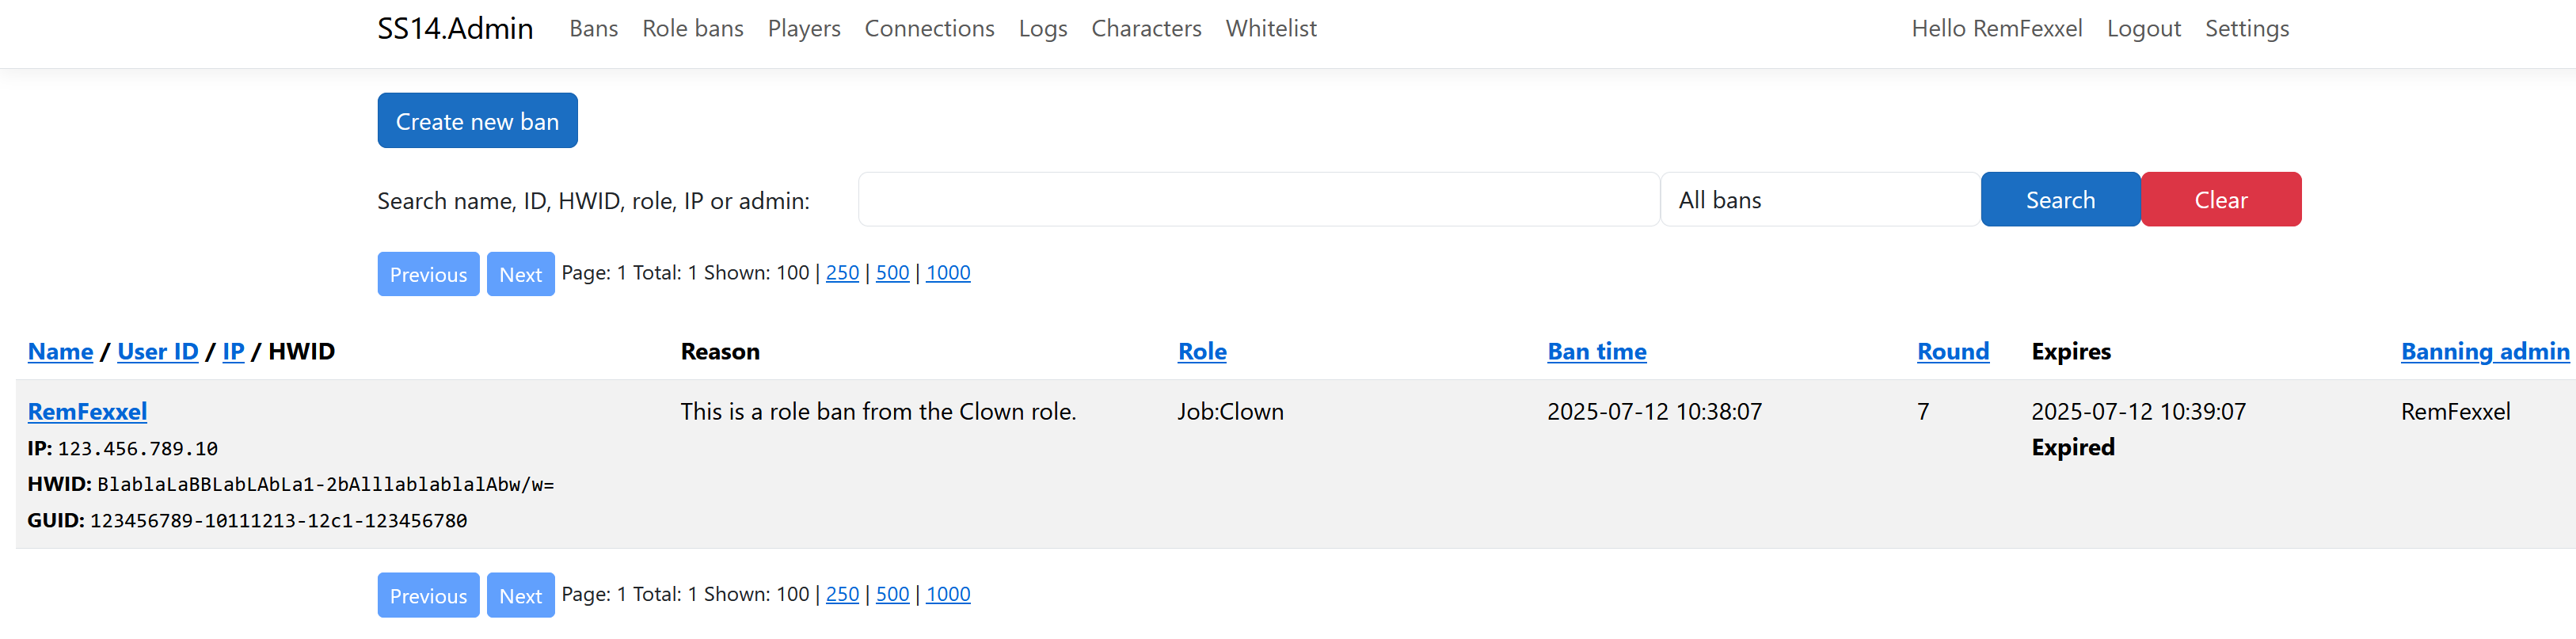 SS14.Admin Bans Role bans Players Connections Logs Characters Whitelist Hello RemFexxel Logout Settings
Create new ban
Search name, ID, HWID, role, IP or admin: All bans Search Clear
Previous Next Page: 1 Total: 1 Shown: 100 | 250 | 500 | 1000
Name / User ID / IP / HWID Reason Role Ban time Round Expires Banning admin
RemFexxel This is a role ban from the Clown role. Job:Clown 2025-07-12 10:38:07 7 2025-07-12 10:39:07 RemFexxel
IP: 123.456.789.10 Expired
HWID: BlablaLaBBLabLAbLa1-2bAlllablablalAbw/w=
GUID: 123456789-10111213-12c1-123456780
Previous Next Page: 1 Total: 1 Shown: 100 | 250 | 500 | 1000